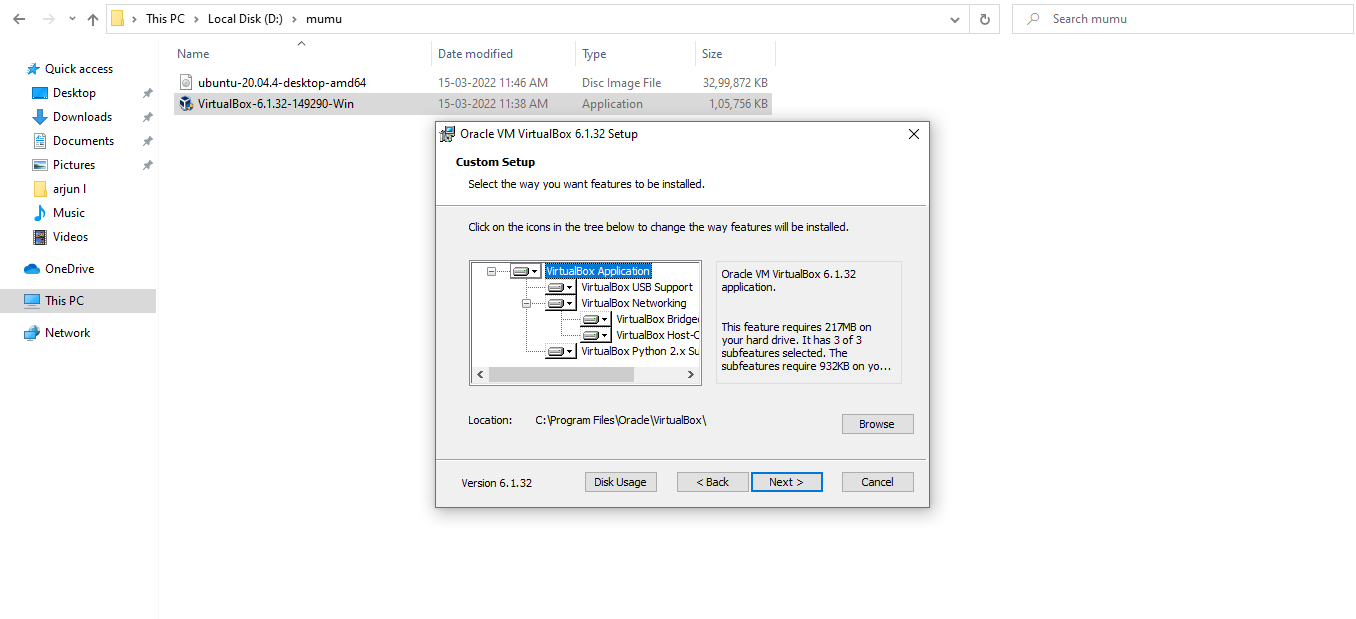 This PC > Local Disk (D:) > mumu
Search mumu
Name Date modified Type Size
Quick access
Desktop
Downloads
Documents
Pictures
arjun l
Music
Videos
OneDrive
This PC
Network
ubuntu-20.04.4-desktop-amd64 15-03-2022 11:46 AM Disc Image File 32,99,872 KB
VirtualBox-6.1.32-149290-Win 15-03-2022 11:38 AM Application 1,05,756 KB
Oracle VM VirtualBox 6.1.32 Setup
Custom Setup
Select the way you want features to be installed.
Click on the icons in the tree below to change the way features will be installed.
VirtualBox Application
VirtualBox USB Support
VirtualBox Networking
VirtualBox Bridge
VirtualBox Host-
VirtualBox Python 2.x Su
Oracle VM VirtualBox 6.1.32
application.
This feature requires 217MB on
your hard drive. It has 3 of 3
subfeatures selected. The
subfeatures require 932KB on yo...
Location: C:\Program Files\Oracle\VirtualBox\
Browse
Version 6.1.32
Disk Usage
< Back
Next >
Cancel